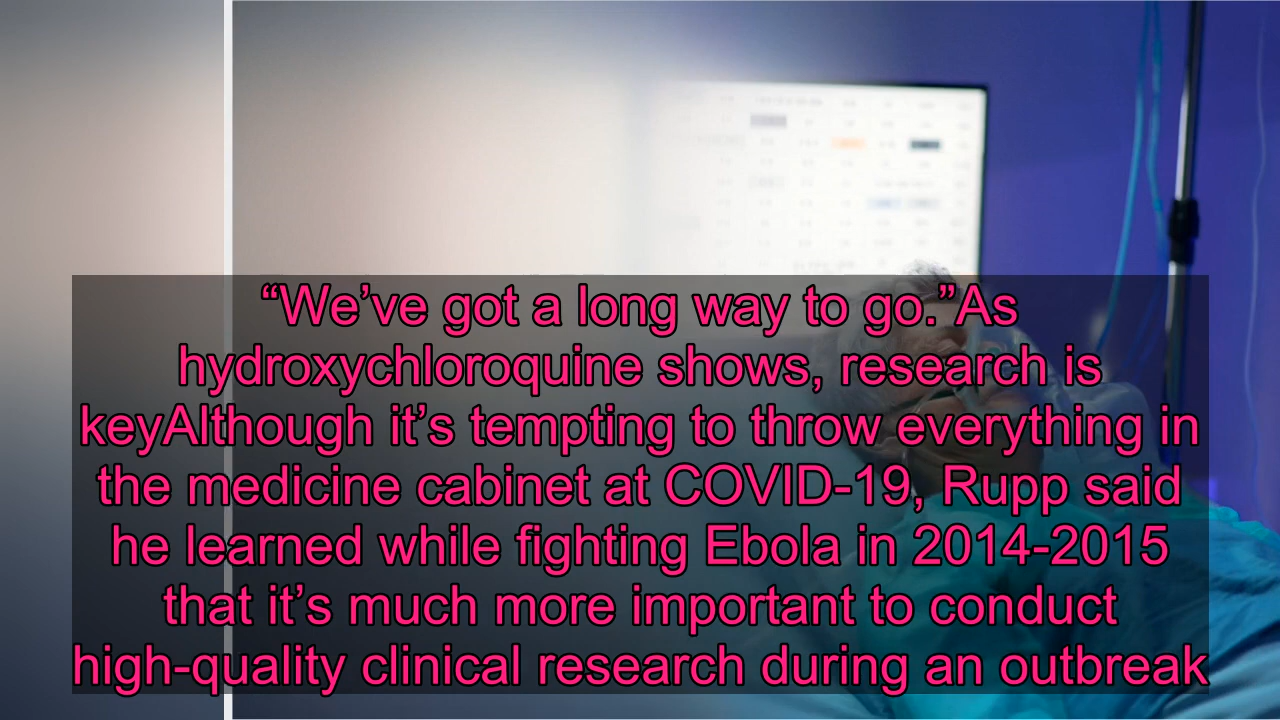 “We’ve got a long way to go.”As
hydroxychloroquine shows, research is
keyAlthough it’s tempting to throw everything in
the medicine cabinet at COVID-19, Rupp said
he learned while fighting Ebola in 2014-2015
that it’s much more important to conduct
high-quality clinical research during an outbreak